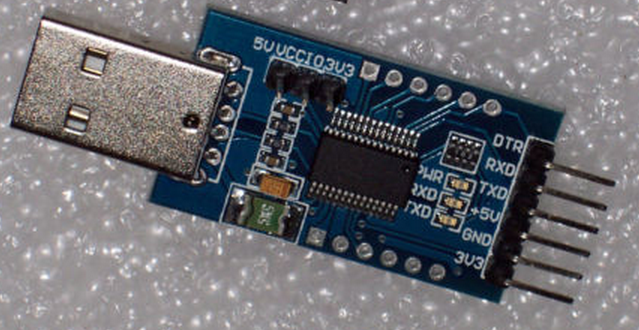 5V VCCIO 3V3
DTR
RXD
TXD
+5V
GND
3V3
PWR
RXD
TXD